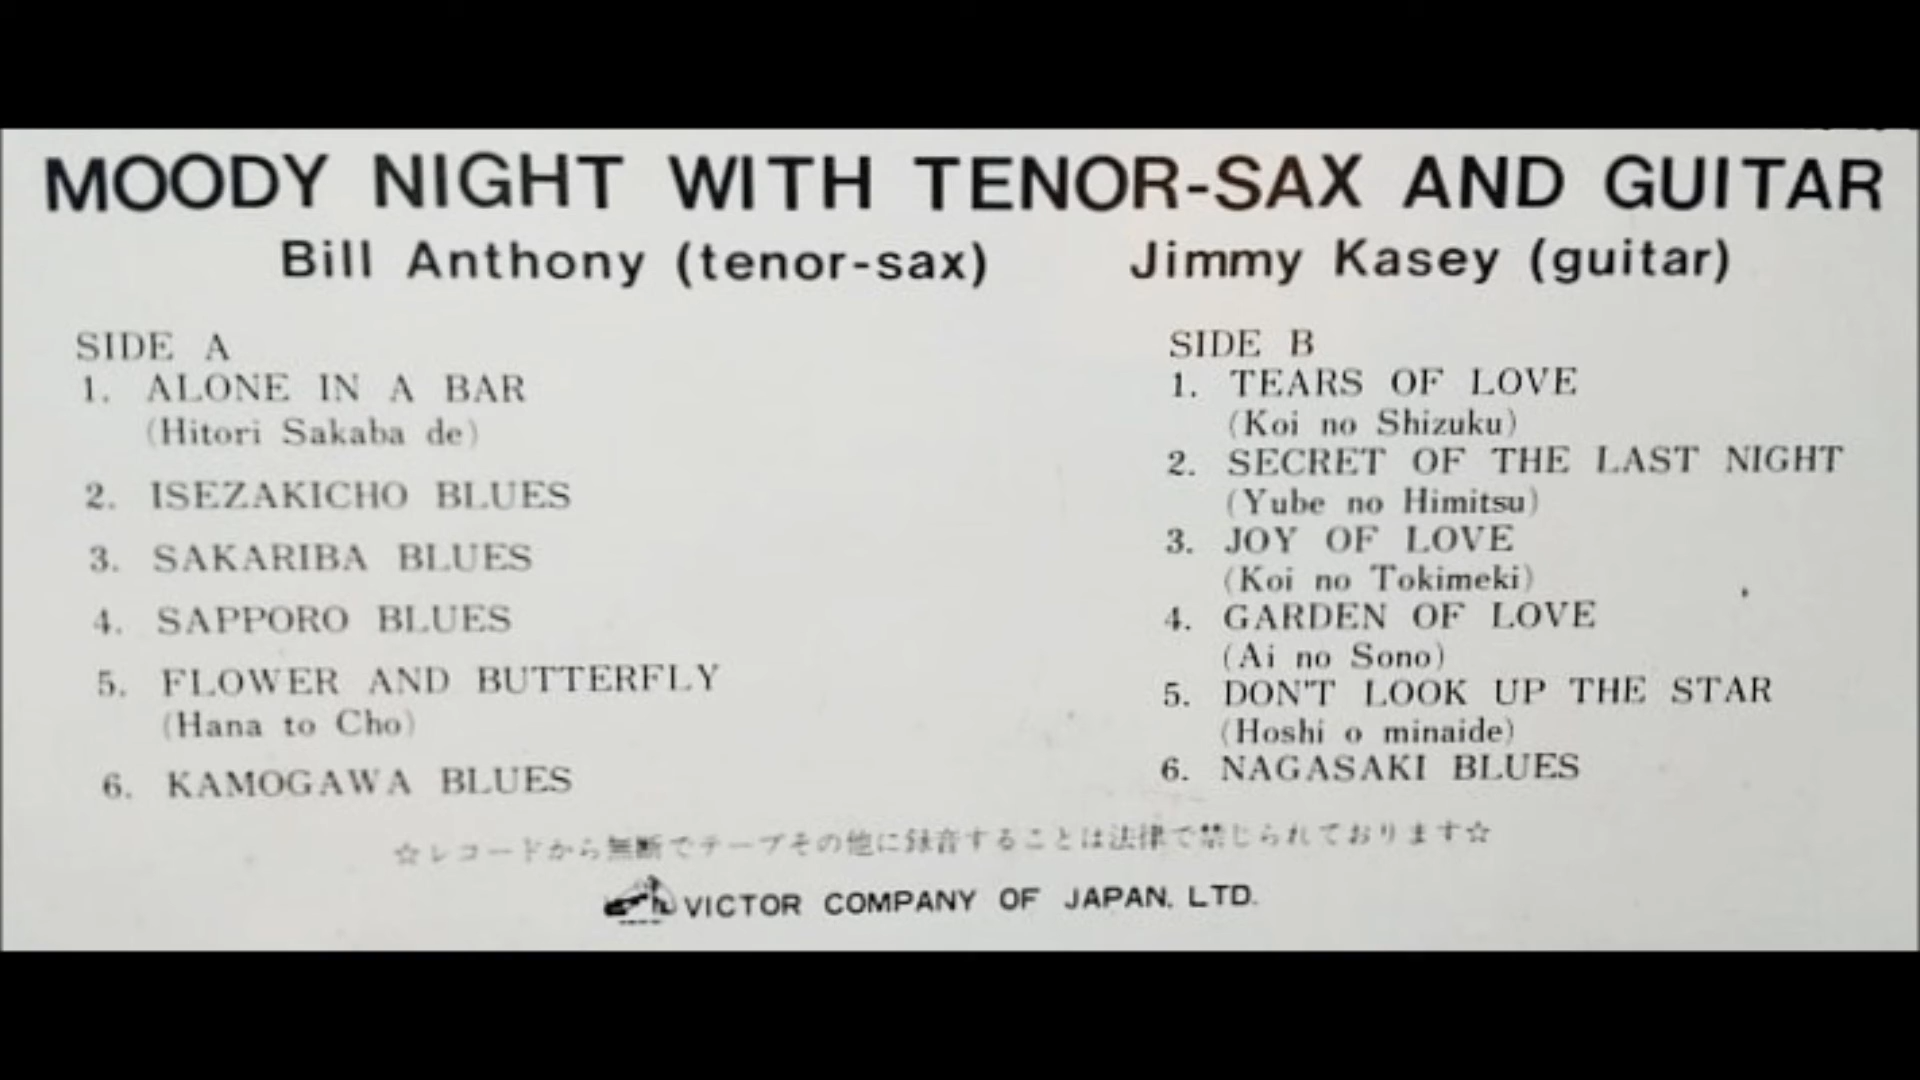 MOODY NIGHT WITH TENOR-SAX AND GUITAR
Bill Anthony (tenor-sax) Jimmy Kasey (guitar)
SIDE A
1. ALONE IN A BAR
(Hitori Sakaba de)
2. ISEZAKICHO BLUES
3. SAKARIBA BLUES
4. SAPPORO BLUES
5. FLOWER AND BUTTERFLY
(Hana to Cho)
6. KAMOGAWA BLUES
SIDE B
1. TEARS OF LOVE
(Koi no Shizuku)
2. SECRET OF THE LAST NIGHT
(Yube no Himitsu)
3. JOY OF LOVE
(Koi no Tokimeki)
4. GARDEN OF LOVE
(Ai no Sono)
5. DON'T LOOK UP THE STAR
(Hoshi o minaide)
6. NAGASAKI BLUES
☆レコードから無断でテープその他に録音することは法律で禁じられております☆
VICTOR COMPANY OF JAPAN, LTD.